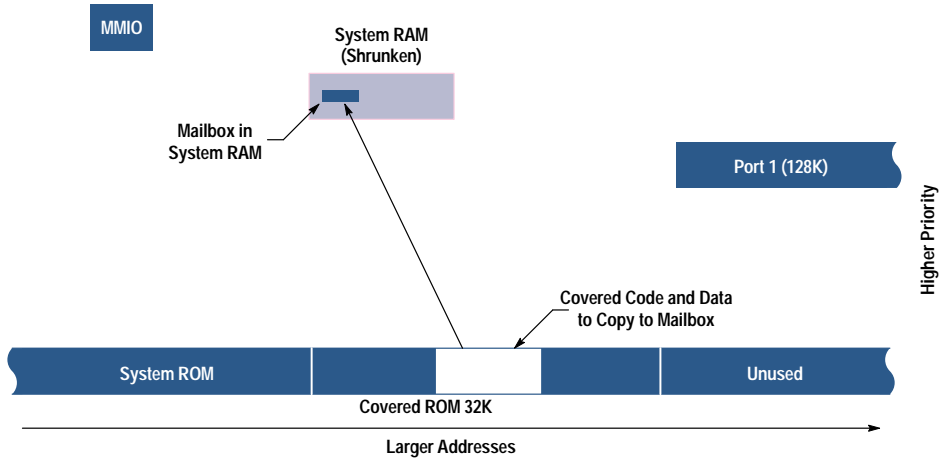 MMIO
System RAM
(Shrunken)
Mailbox in
System RAM
Port 1 (128K)
Higher Priority
Covered Code and Data
to Copy to Mailbox
System ROM
Unused
Covered ROM 32K
Larger Addresses